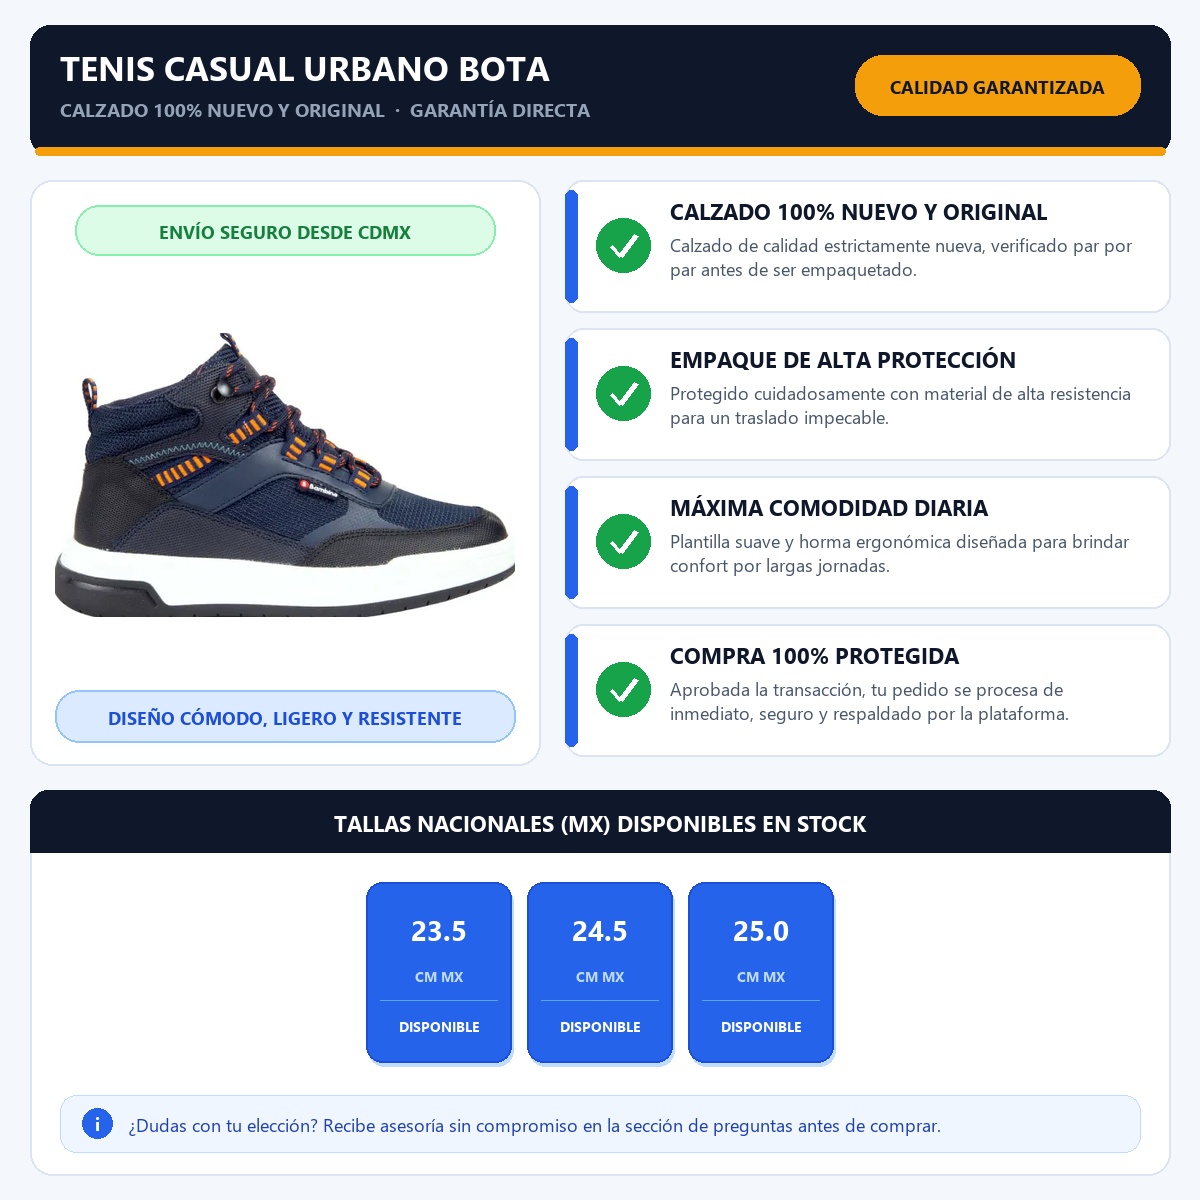 TENIS CASUAL URBANO BOTA
CALZADO 100% NUEVO Y ORIGINAL · GARANTÍA DIRECTA
CALIDAD GARANTIZADA
ENVÍO SEGURO DESDE CDMX
Bambino
DISEÑO CÓMODO, LIGERO Y RESISTENTE
CALZADO 100% NUEVO Y ORIGINAL
Calzado de calidad estrictamente nueva, verificado par por
par antes de ser empaquetado.
EMPAQUE DE ALTA PROTECCIÓN
Protegido cuidadosamente con material de alta resistencia
para un traslado impecable.
MÁXIMA COMODIDAD DIARIA
Plantilla suave y horma ergonómica diseñada para brindar
confort por largas jornadas.
COMPRA 100% PROTEGIDA
Aprobada la transacción, tu pedido se procesa de
inmediato, seguro y respaldado por la plataforma.
TALLAS NACIONALES (MX) DISPONIBLES EN STOCK
23.5
CM MX
DISPONIBLE
24.5
CM MX
DISPONIBLE
25.0
CM MX
DISPONIBLE
¿Dudas con tu elección? Recibe asesoría sin compromiso en la sección de preguntas antes de comprar.